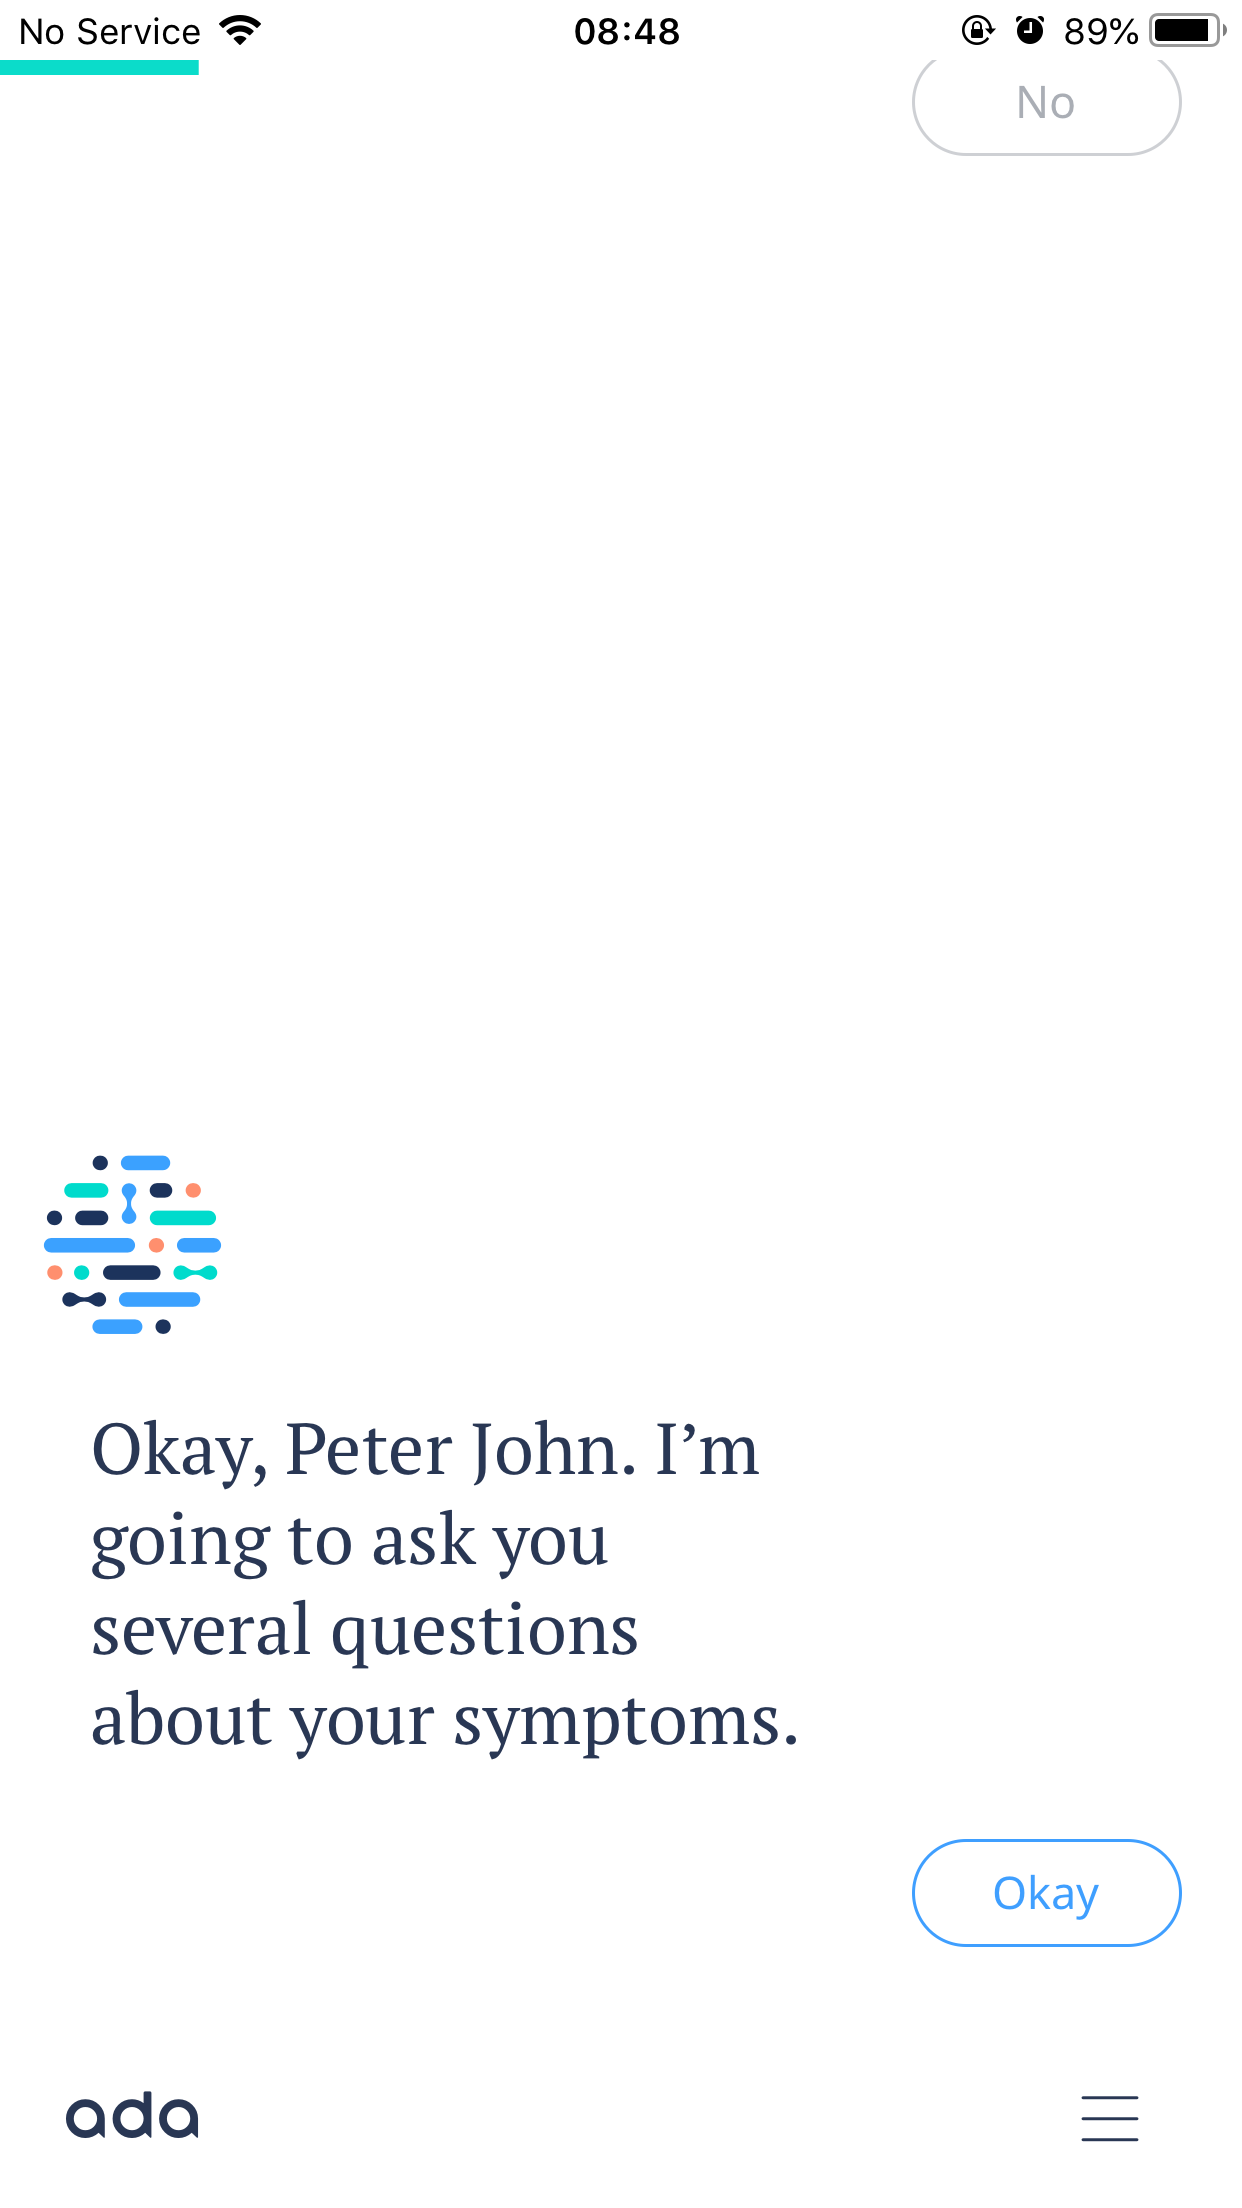 No Service 08:48 89%
No
Okay, Peter John. I’m
going to ask you
several questions
about your symptoms.
Okay
ada